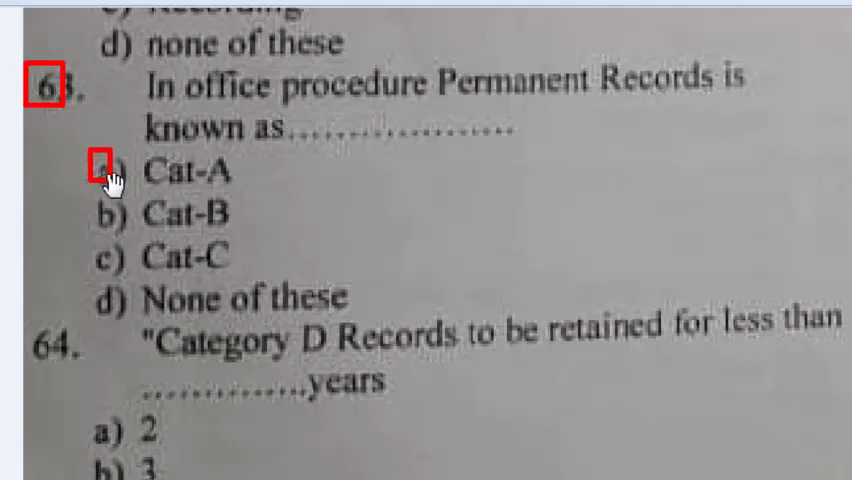 d) none of these
63. In office procedure Permanent Records is
known as....................
a) Cat-A
b) Cat-B
c) Cat-C
d) None of these
64. "Category D Records to be retained for less than
...............years
a) 2
b) 3